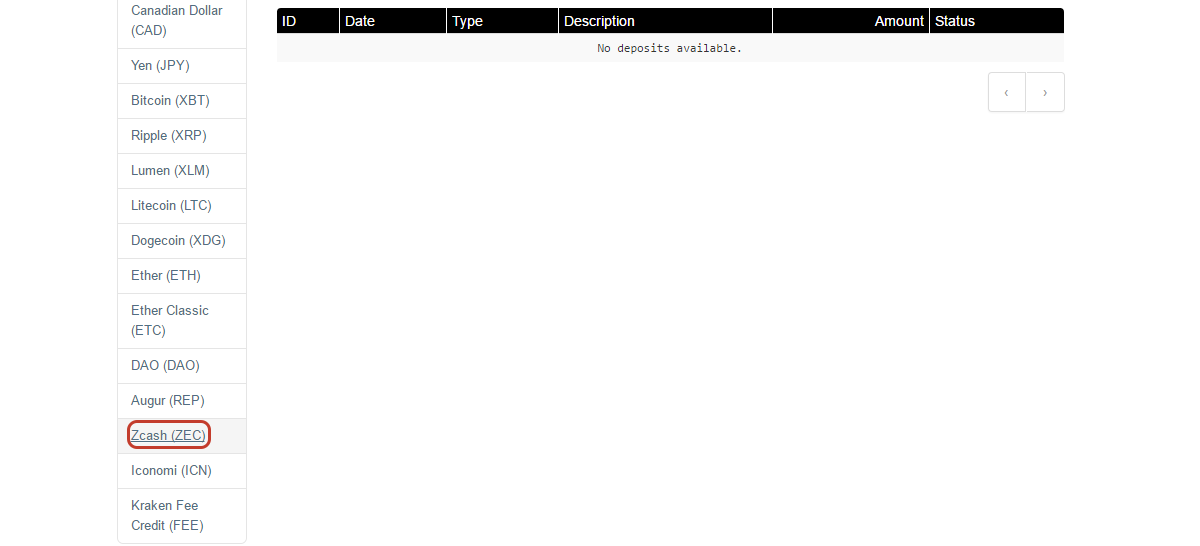 Canadian Dollar
(CAD)
Yen (JPY)
Bitcoin (XBT)
Ripple (XRP)
Lumen (XLM)
Litecoin (LTC)
Dogecoin (XDG)
Ether (ETH)
Ether Classic
(ETC)
DAO (DAO)
Augur (REP)
Zcash (ZEC)
Iconomi (ICN)
Kraken Fee
Credit (FEE)
ID Date Type Description Amount Status
No deposits available.
‹ ›